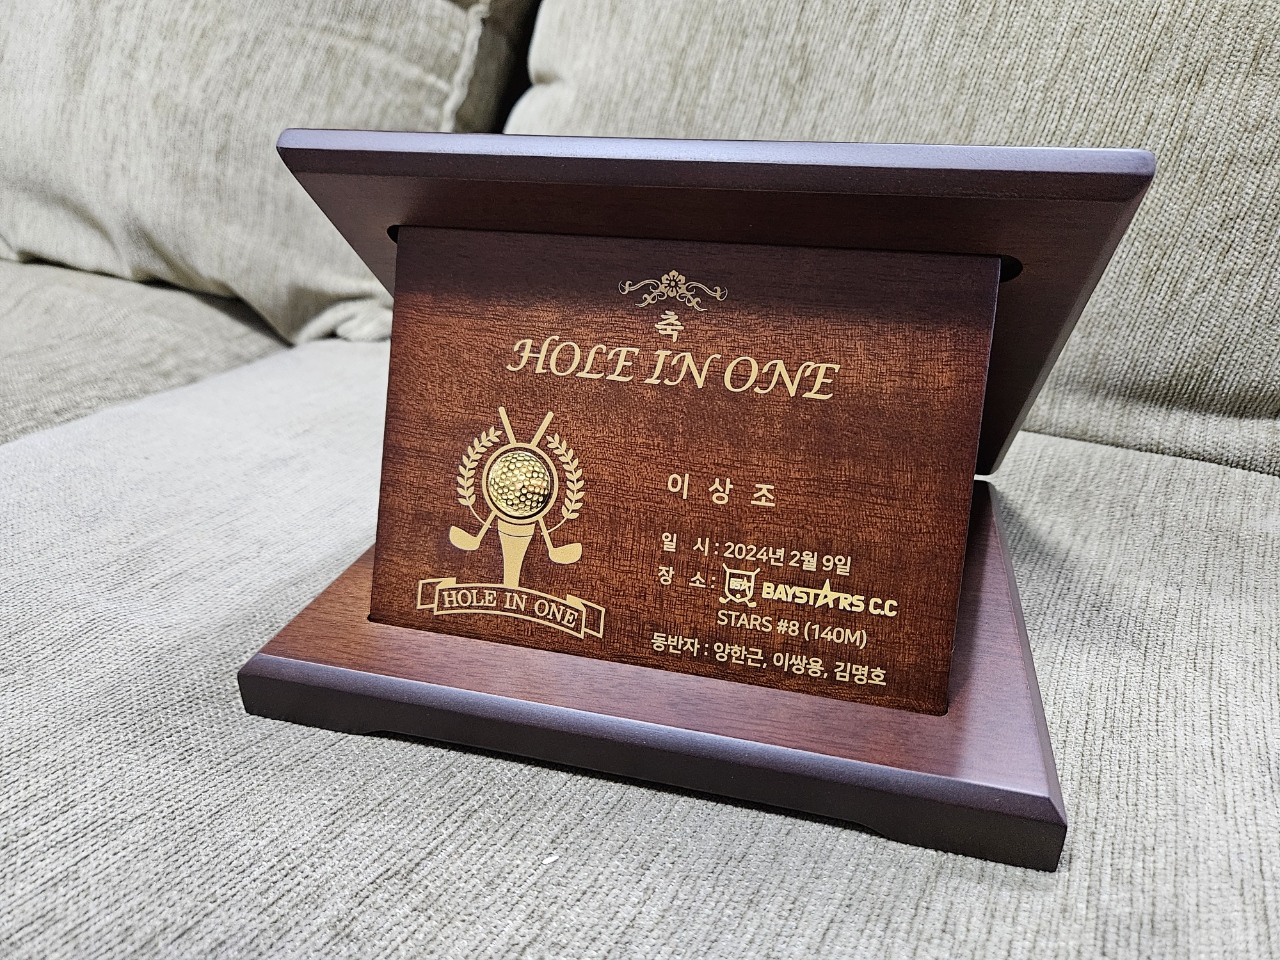 축
HOLE IN ONE
이 상 조
일 시 : 2024년 2월 9일
장 소 : BAYSTARS C.C
STARS #8 (140M)
동반자 : 양한근, 이쌍용, 김명호
HOLE IN ONE